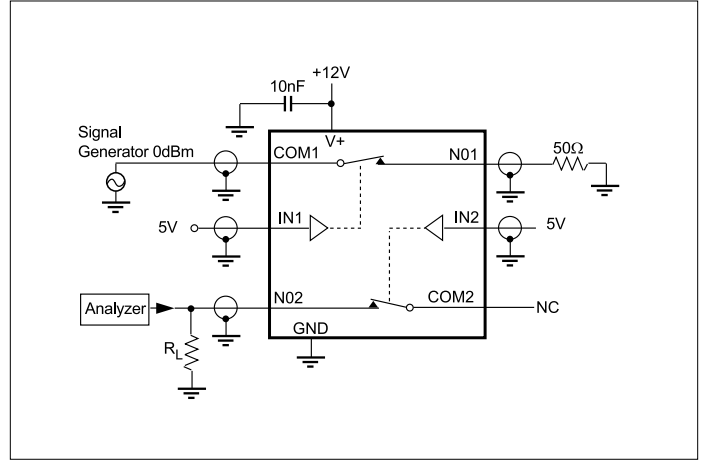 +12V
10nF
Signal
Generator 0dBm
V+
COM1
N01
50Ω
5V
IN1
IN2
5V
Analyzer
N02
COM2
NC
RL
GND